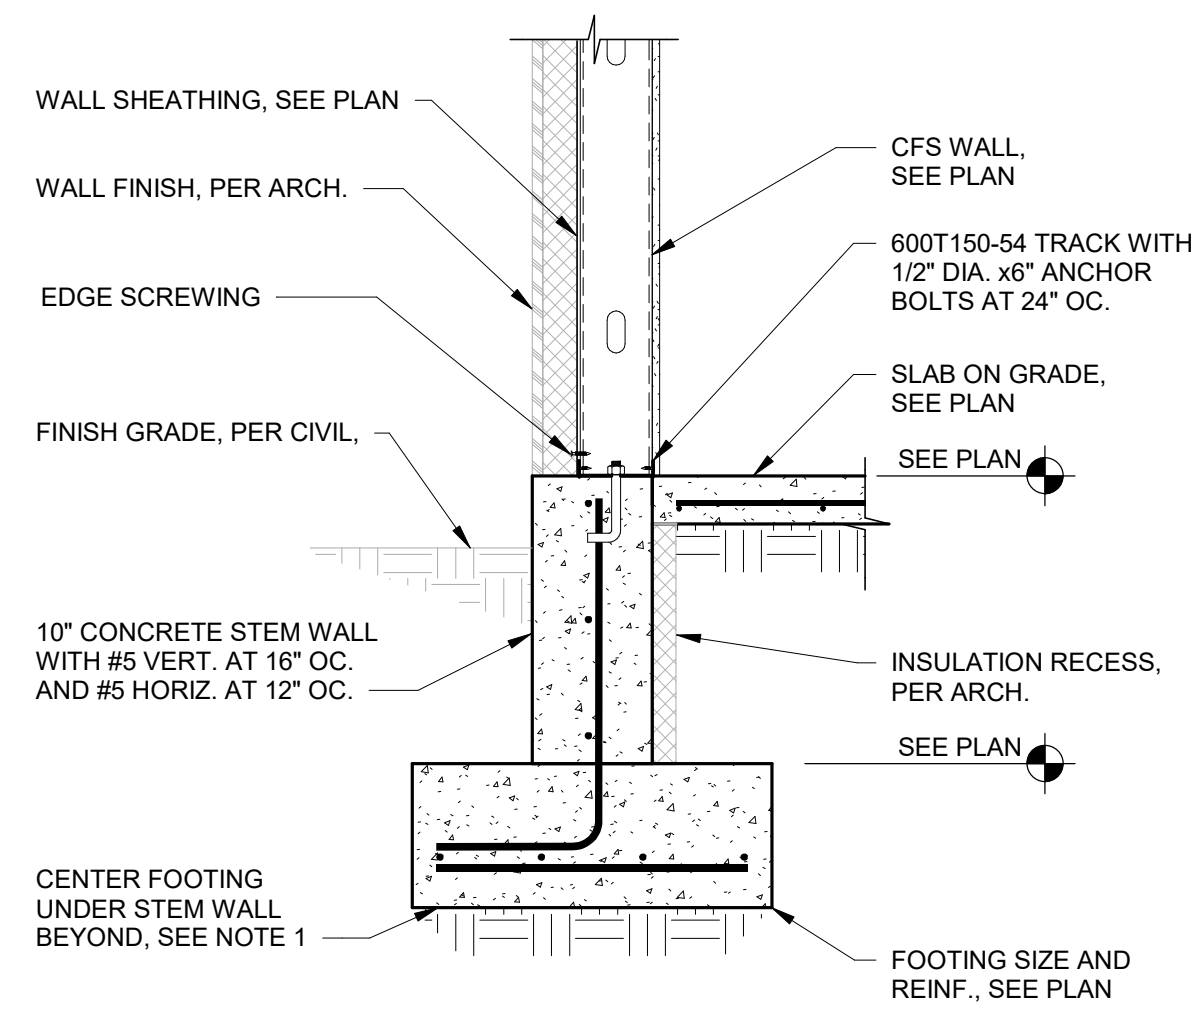 WALL SHEATHING, SEE PLAN
WALL FINISH, PER ARCH.
EDGE SCREWING
FINISH GRADE, PER CIVIL,
10" CONCRETE STEM WALL
WITH #5 VERT. AT 16" OC.
AND #5 HORIZ. AT 12" OC.
CENTER FOOTING
UNDER STEM WALL
BEYOND, SEE NOTE 1
CFS WALL,
SEE PLAN
600T150-54 TRACK WITH
1/2" DIA. x6" ANCHOR
BOLTS AT 24" OC.
SLAB ON GRADE,
SEE PLAN
SEE PLAN
INSULATION RECESS,
PER ARCH.
SEE PLAN
FOOTING SIZE AND
REINF., SEE PLAN